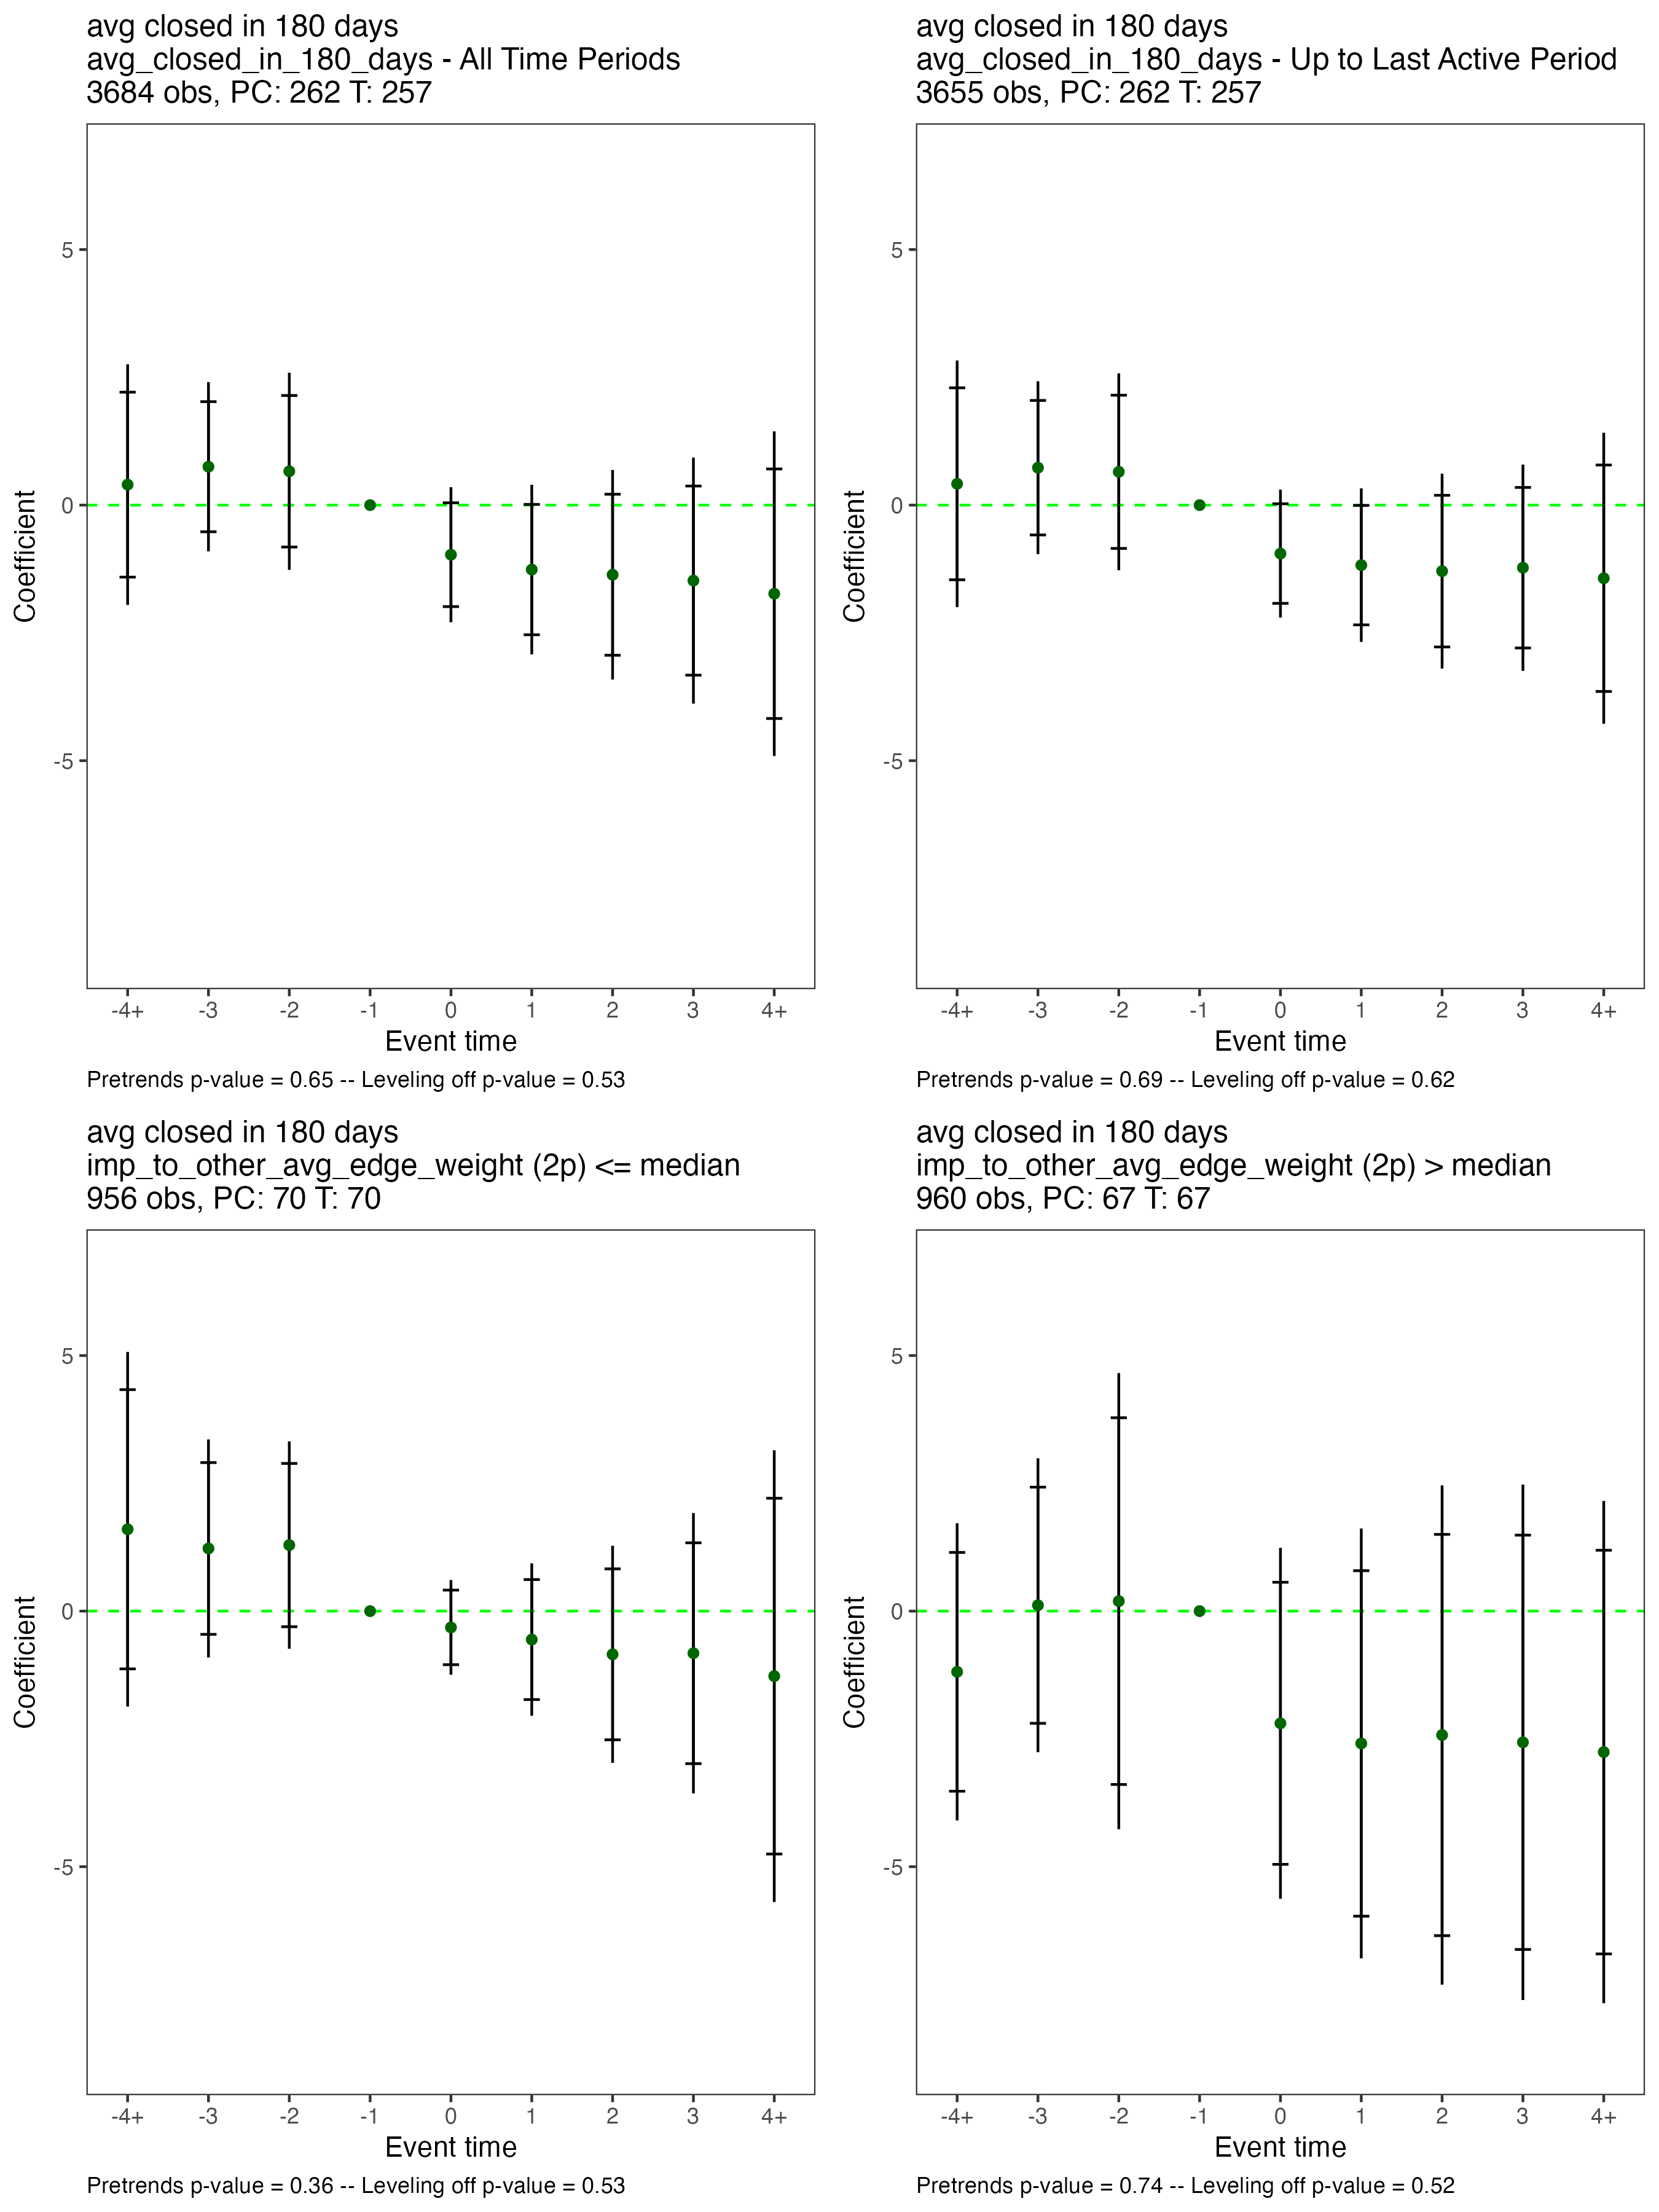 avg closed in 180 days
avg_closed_in_180_days - All Time Periods
3684 obs, PC: 262 T: 257
Coefficient
5
0
-5
-4+ -3 -2 -1 0 1 2 3 4+
Event time
Pretrends p-value = 0.65 -- Leveling off p-value = 0.53
avg closed in 180 days
avg_closed_in_180_days - Up to Last Active Period
3655 obs, PC: 262 T: 257
Coefficient
5
0
-5
-4+ -3 -2 -1 0 1 2 3 4+
Event time
Pretrends p-value = 0.69 -- Leveling off p-value = 0.62
avg closed in 180 days
imp_to_other_avg_edge_weight (2p) <= median
956 obs, PC: 70 T: 70
Coefficient
5
0
-5
-4+ -3 -2 -1 0 1 2 3 4+
Event time
Pretrends p-value = 0.36 -- Leveling off p-value = 0.53
avg closed in 180 days
imp_to_other_avg_edge_weight (2p) > median
960 obs, PC: 67 T: 67
Coefficient
5
0
-5
-4+ -3 -2 -1 0 1 2 3 4+
Event time
Pretrends p-value = 0.74 -- Leveling off p-value = 0.52